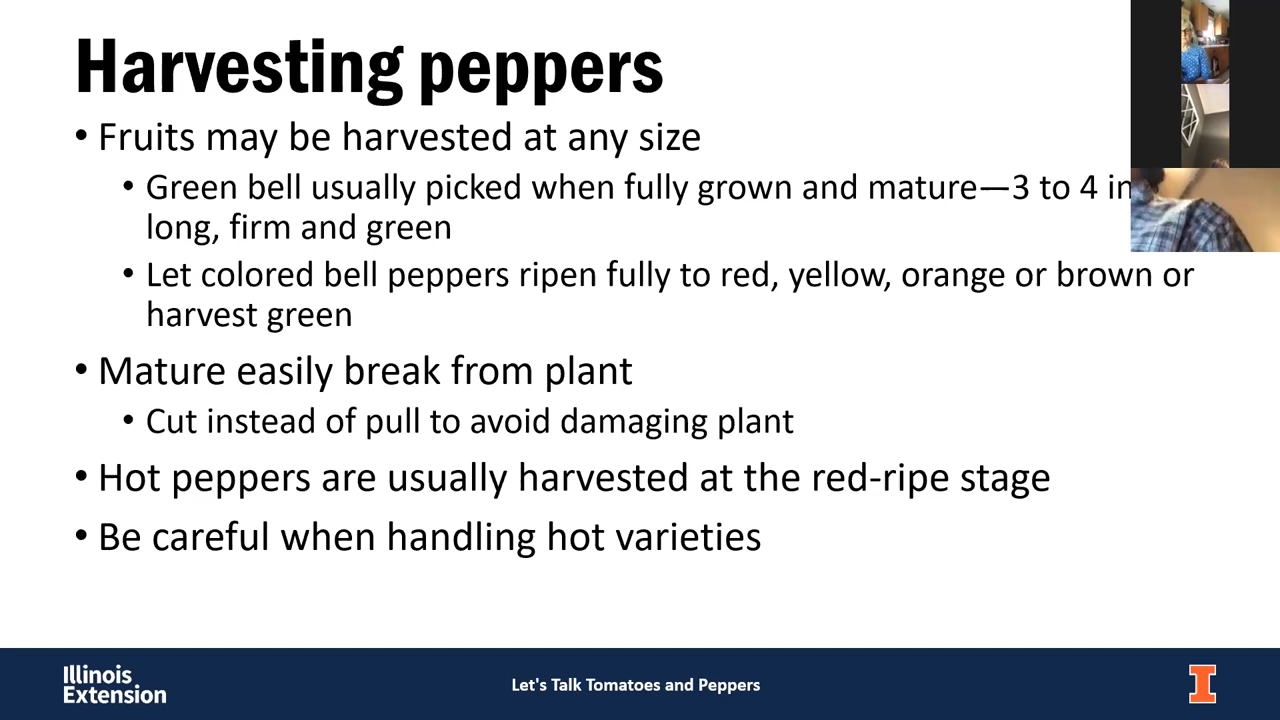 Harvesting peppers
• Fruits may be harvested at any size
• Green bell usually picked when fully grown and mature—3 to 4 in
long, firm and green
• Let colored bell peppers ripen fully to red, yellow, orange or brown or
harvest green
• Mature easily break from plant
• Cut instead of pull to avoid damaging plant
• Hot peppers are usually harvested at the red-ripe stage
• Be careful when handling hot varieties
Illinois
Extension
Let's Talk Tomatoes and Peppers
I